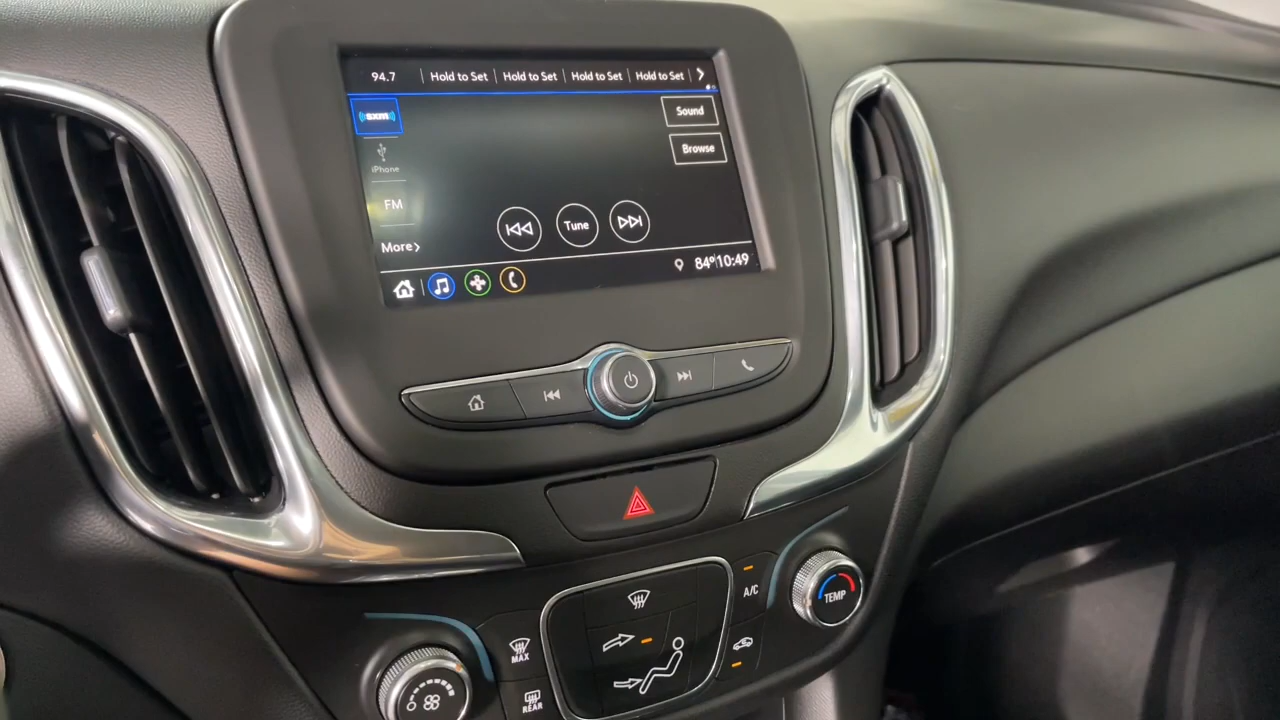 94.7 Hold to Set Hold to Set Hold to Set Hold to Set
sxm
Sound
iPhone
Browse
FM
Tune
More
84° 10:49
A/C
TEMP
MAX
REAR